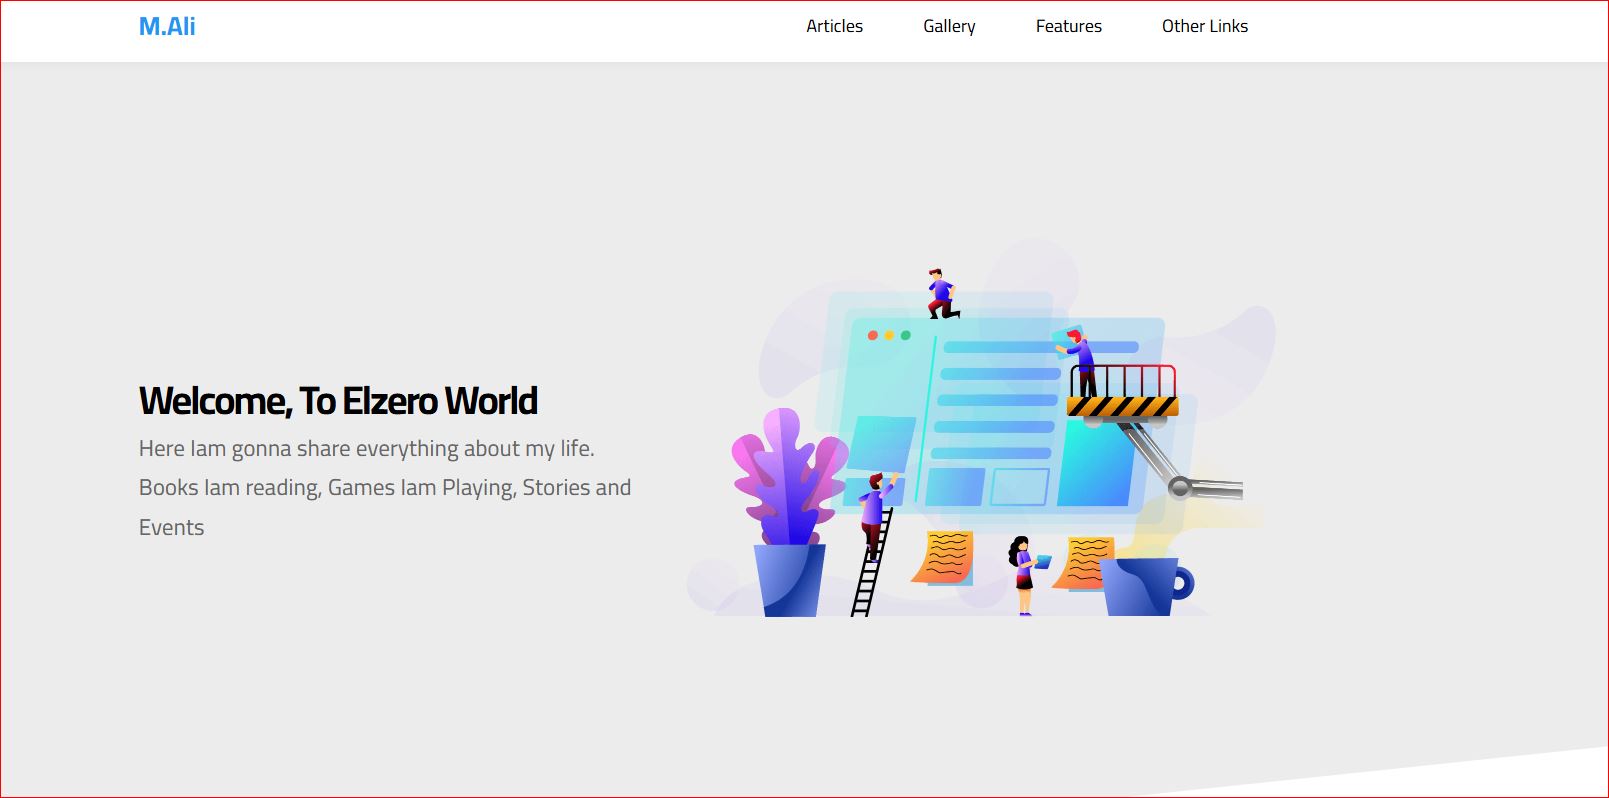 M.Ali
Articles Gallery Features Other Links
Welcome, To Elzero World
Here Iam gonna share everything about my life.
Books Iam reading, Games Iam Playing, Stories and
Events